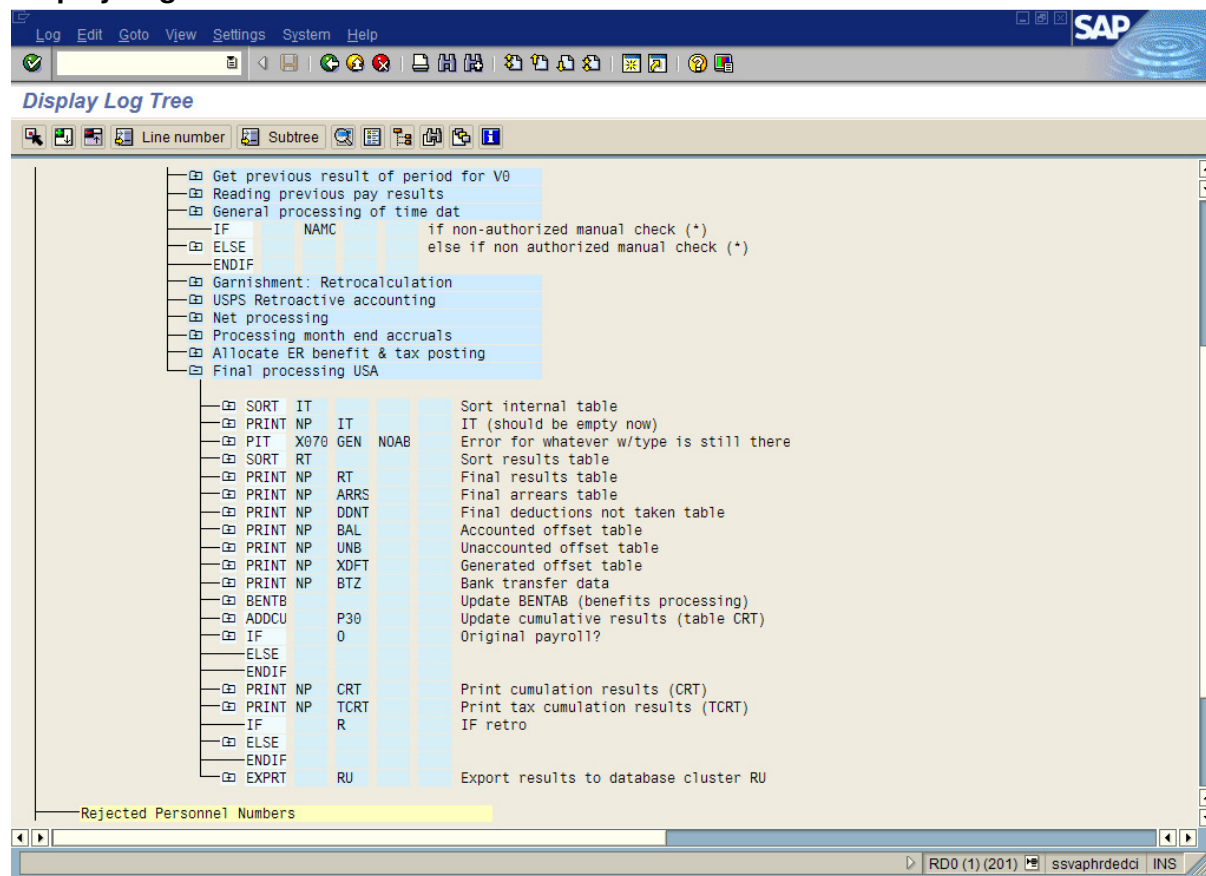 Log Edit Goto View Settings System Help
SAP
Display Log Tree
Line number Subtree
Get previous result of period for V0
Reading previous pay results
General processing of time dat
IF NAMC if non-authorized manual check (*)
ELSE else if non authorized manual check (*)
ENDIF
Garnishment: Retrocalculation
USPS Retroactive accounting
Net processing
Processing month end accruals
Allocate ER benefit & tax posting
Final processing USA
SORT IT Sort internal table
PRINT NP IT IT (should be empty now)
PIT X070 GEN NOAB Error for whatever w/type is still there
SORT RT Sort results table
PRINT NP RT Final results table
PRINT NP ARRS Final arrears table
PRINT NP DDNT Final deductions not taken table
PRINT NP BAL Accounted offset table
PRINT NP UNB Unaccounted offset table
PRINT NP XDFT Generated offset table
PRINT NP BTZ Bank transfer data
BENTB Update BENTAB (benefits processing)
ADDCU P30 Update cumulative results (table CRT)
IF O Original payroll?
ELSE
ENDIF
PRINT NP CRT Print cumulation results (CRT)
PRINT NP TCRT Print tax cumulation results (TCRT)
IF R IF retro
ELSE
ENDIF
EXPRT RU Export results to database cluster RU
Rejected Personnel Numbers
RD0 (1) (201) ssvaphrdedci INS